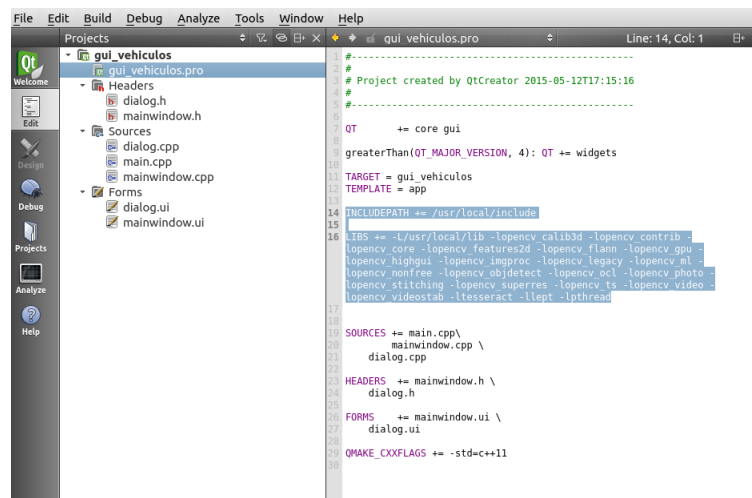 File Edit Build Debug Analyze Tools Window Help
Projects
gui_vehiculos.pro
Line: 14, Col: 1
Welcome
Edit
Design
Debug
Projects
Analyze
Help
gui_vehiculos
gui_vehiculos.pro
Headers
dialog.h
mainwindow.h
Sources
dialog.cpp
main.cpp
mainwindow.cpp
Forms
dialog.ui
mainwindow.ui
1 #-------------------------------------------------
2 #
3 # Project created by QtCreator 2015-05-12T17:15:16
4 #
5 #-------------------------------------------------
6
7 QT       += core gui
8
9 greaterThan(QT_MAJOR_VERSION, 4): QT += widgets
10
11 TARGET = gui_vehiculos
12 TEMPLATE = app
13
14 INCLUDEPATH += /usr/local/include
15
16 LIBS += -L/usr/local/lib -lopencv_calib3d -lopencv_contrib -
lopencv_core -lopencv_features2d -lopencv_flann -lopencv_gpu -
lopencv_highgui -lopencv_imgproc -lopencv_legacy -lopencv_ml -
lopencv_nonfree -lopencv_objdetect -lopencv_ocl -lopencv_photo -
lopencv_stitching -lopencv_superres -lopencv_ts -lopencv_video -
lopencv_videostab -ltesseract -llept -lpthread
17
18
19 SOURCES += main.cpp\
20         mainwindow.cpp \
21     dialog.cpp
22
23 HEADERS  += mainwindow.h \
24     dialog.h
25
26 FORMS    += mainwindow.ui \
27     dialog.ui
28
29 QMAKE_CXXFLAGS += -std=c++11
30